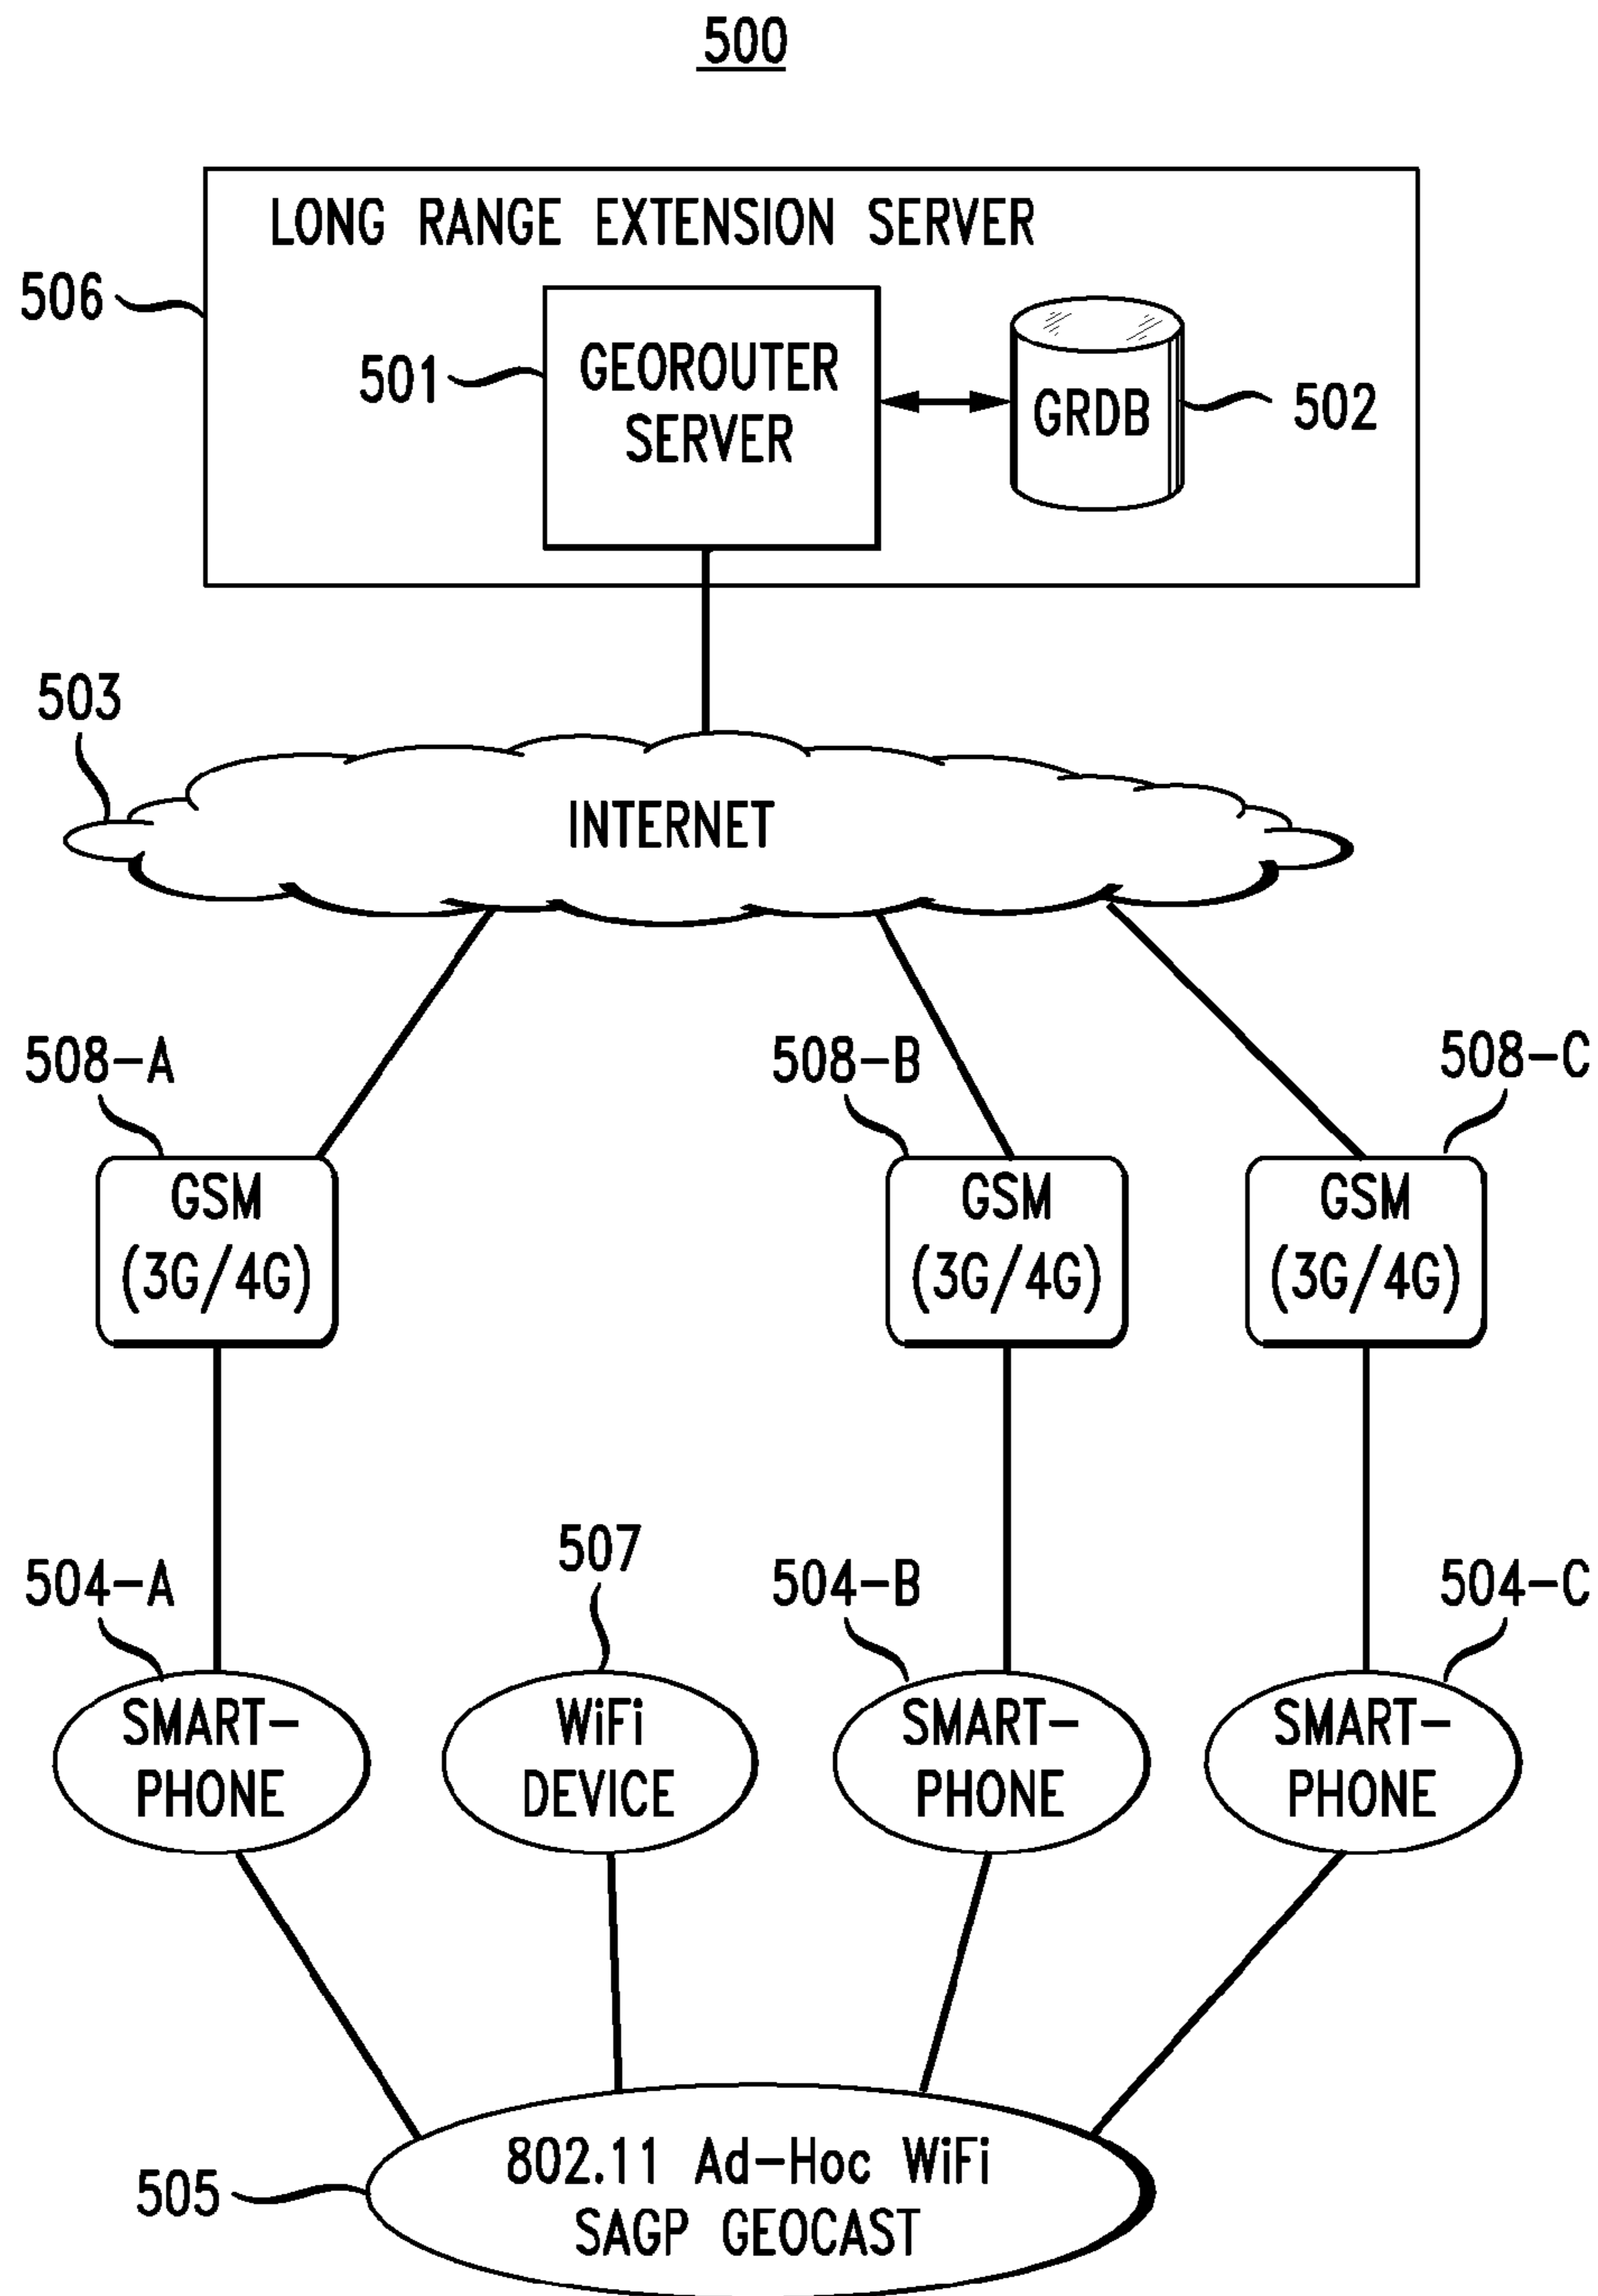 500
LONG RANGE EXTENSION SERVER
506
501
GEOROUTER
SERVER
GRDB
502
503
INTERNET
508-A
508-B
508-C
GSM
(3G/4G)
GSM
(3G/4G)
GSM
(3G/4G)
504-A
507
504-B
504-C
SMART-
PHONE
WiFi
DEVICE
SMART-
PHONE
SMART-
PHONE
505
802.11 Ad-Hoc WiFi
SAGP GEOCAST